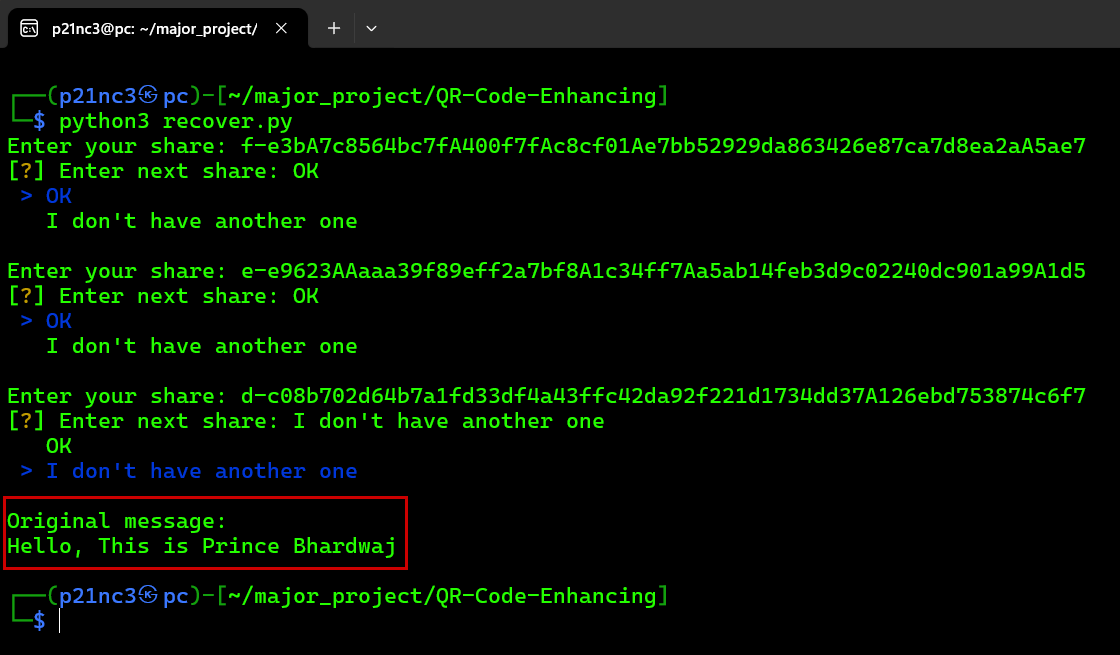 p21nc3@pc: ~/major_project/
┌──(p21nc3㉿pc)-[~/major_project/QR-Code-Enhancing]
└─$ python3 recover.py
Enter your share: f-e3bA7c8564bc7fA400f7fAc8cf01Ae7bb52929da863426e87ca7d8ea2aA5ae7
[?] Enter next share: OK
 > OK
   I don't have another one
Enter your share: e-e9623AAaaa39f89eff2a7bf8A1c34ff7Aa5ab14feb3d9c02240dc901a99A1d5
[?] Enter next share: OK
 > OK
   I don't have another one
Enter your share: d-c08b702d64b7a1fd33df4a43ffc42da92f221d1734dd37A126ebd753874c6f7
[?] Enter next share: I don't have another one
   OK
 > I don't have another one
Original message:
Hello, This is Prince Bhardwaj
┌──(p21nc3㉿pc)-[~/major_project/QR-Code-Enhancing]
└─$